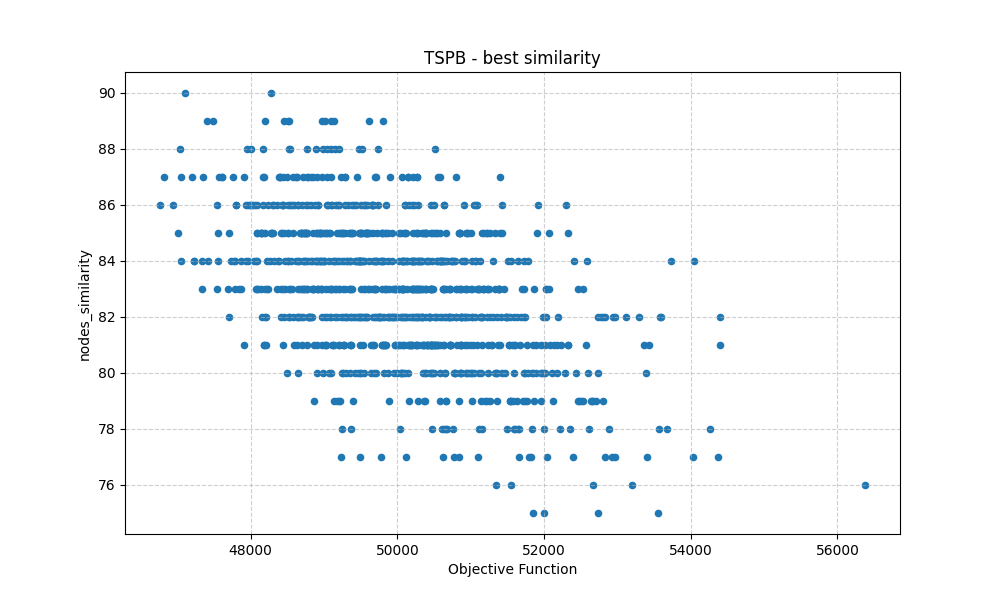 TSPB - best similarity
nodes_similarity
90
88
86
84
82
80
78
76
48000 50000 52000 54000 56000
Objective Function